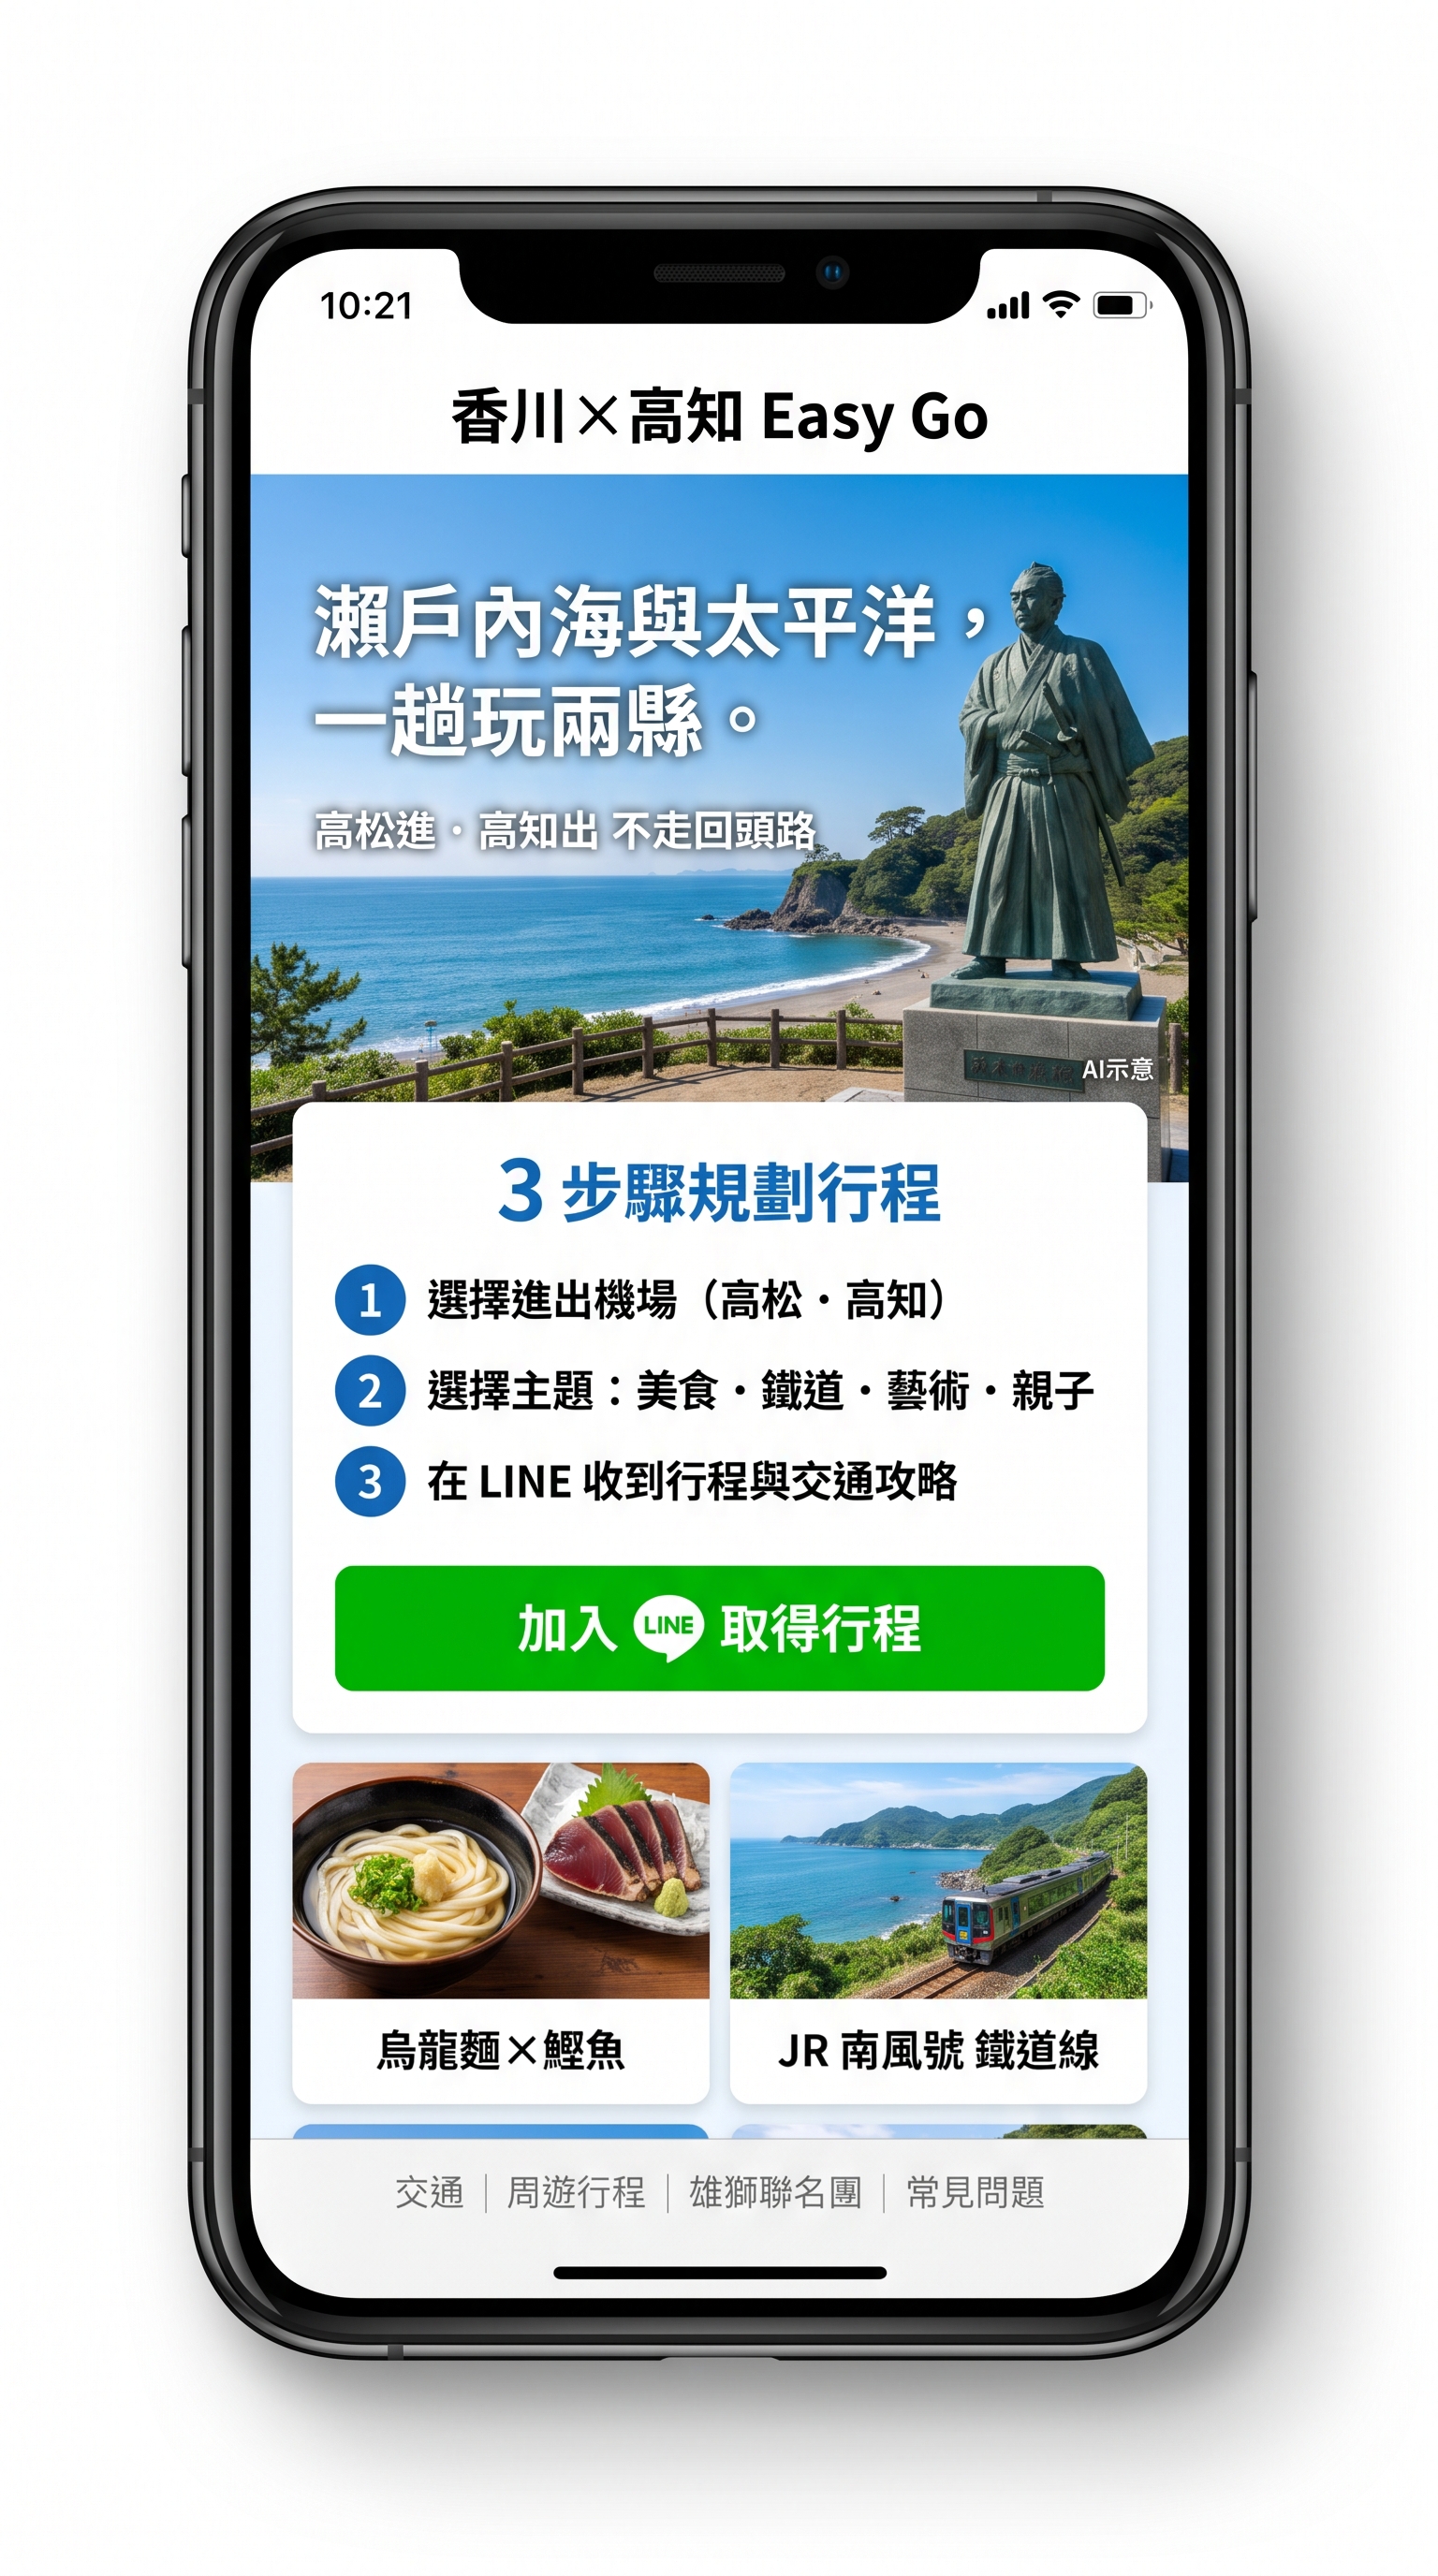 10:21
香川×高知 Easy Go
瀨戶內海與太平洋，
一趟玩兩縣。
高松進・高知出 不走回頭路
AI示意
3 步驟規劃行程
1 選擇進出機場（高松・高知）
2 選擇主題：美食・鐵道・藝術・親子
3 在 LINE 收到行程與交通攻略
加入 LINE 取得行程
烏龍麵×鰹魚
JR 南風號 鐵道線
交通｜周遊行程｜雄獅聯名團｜常見問題